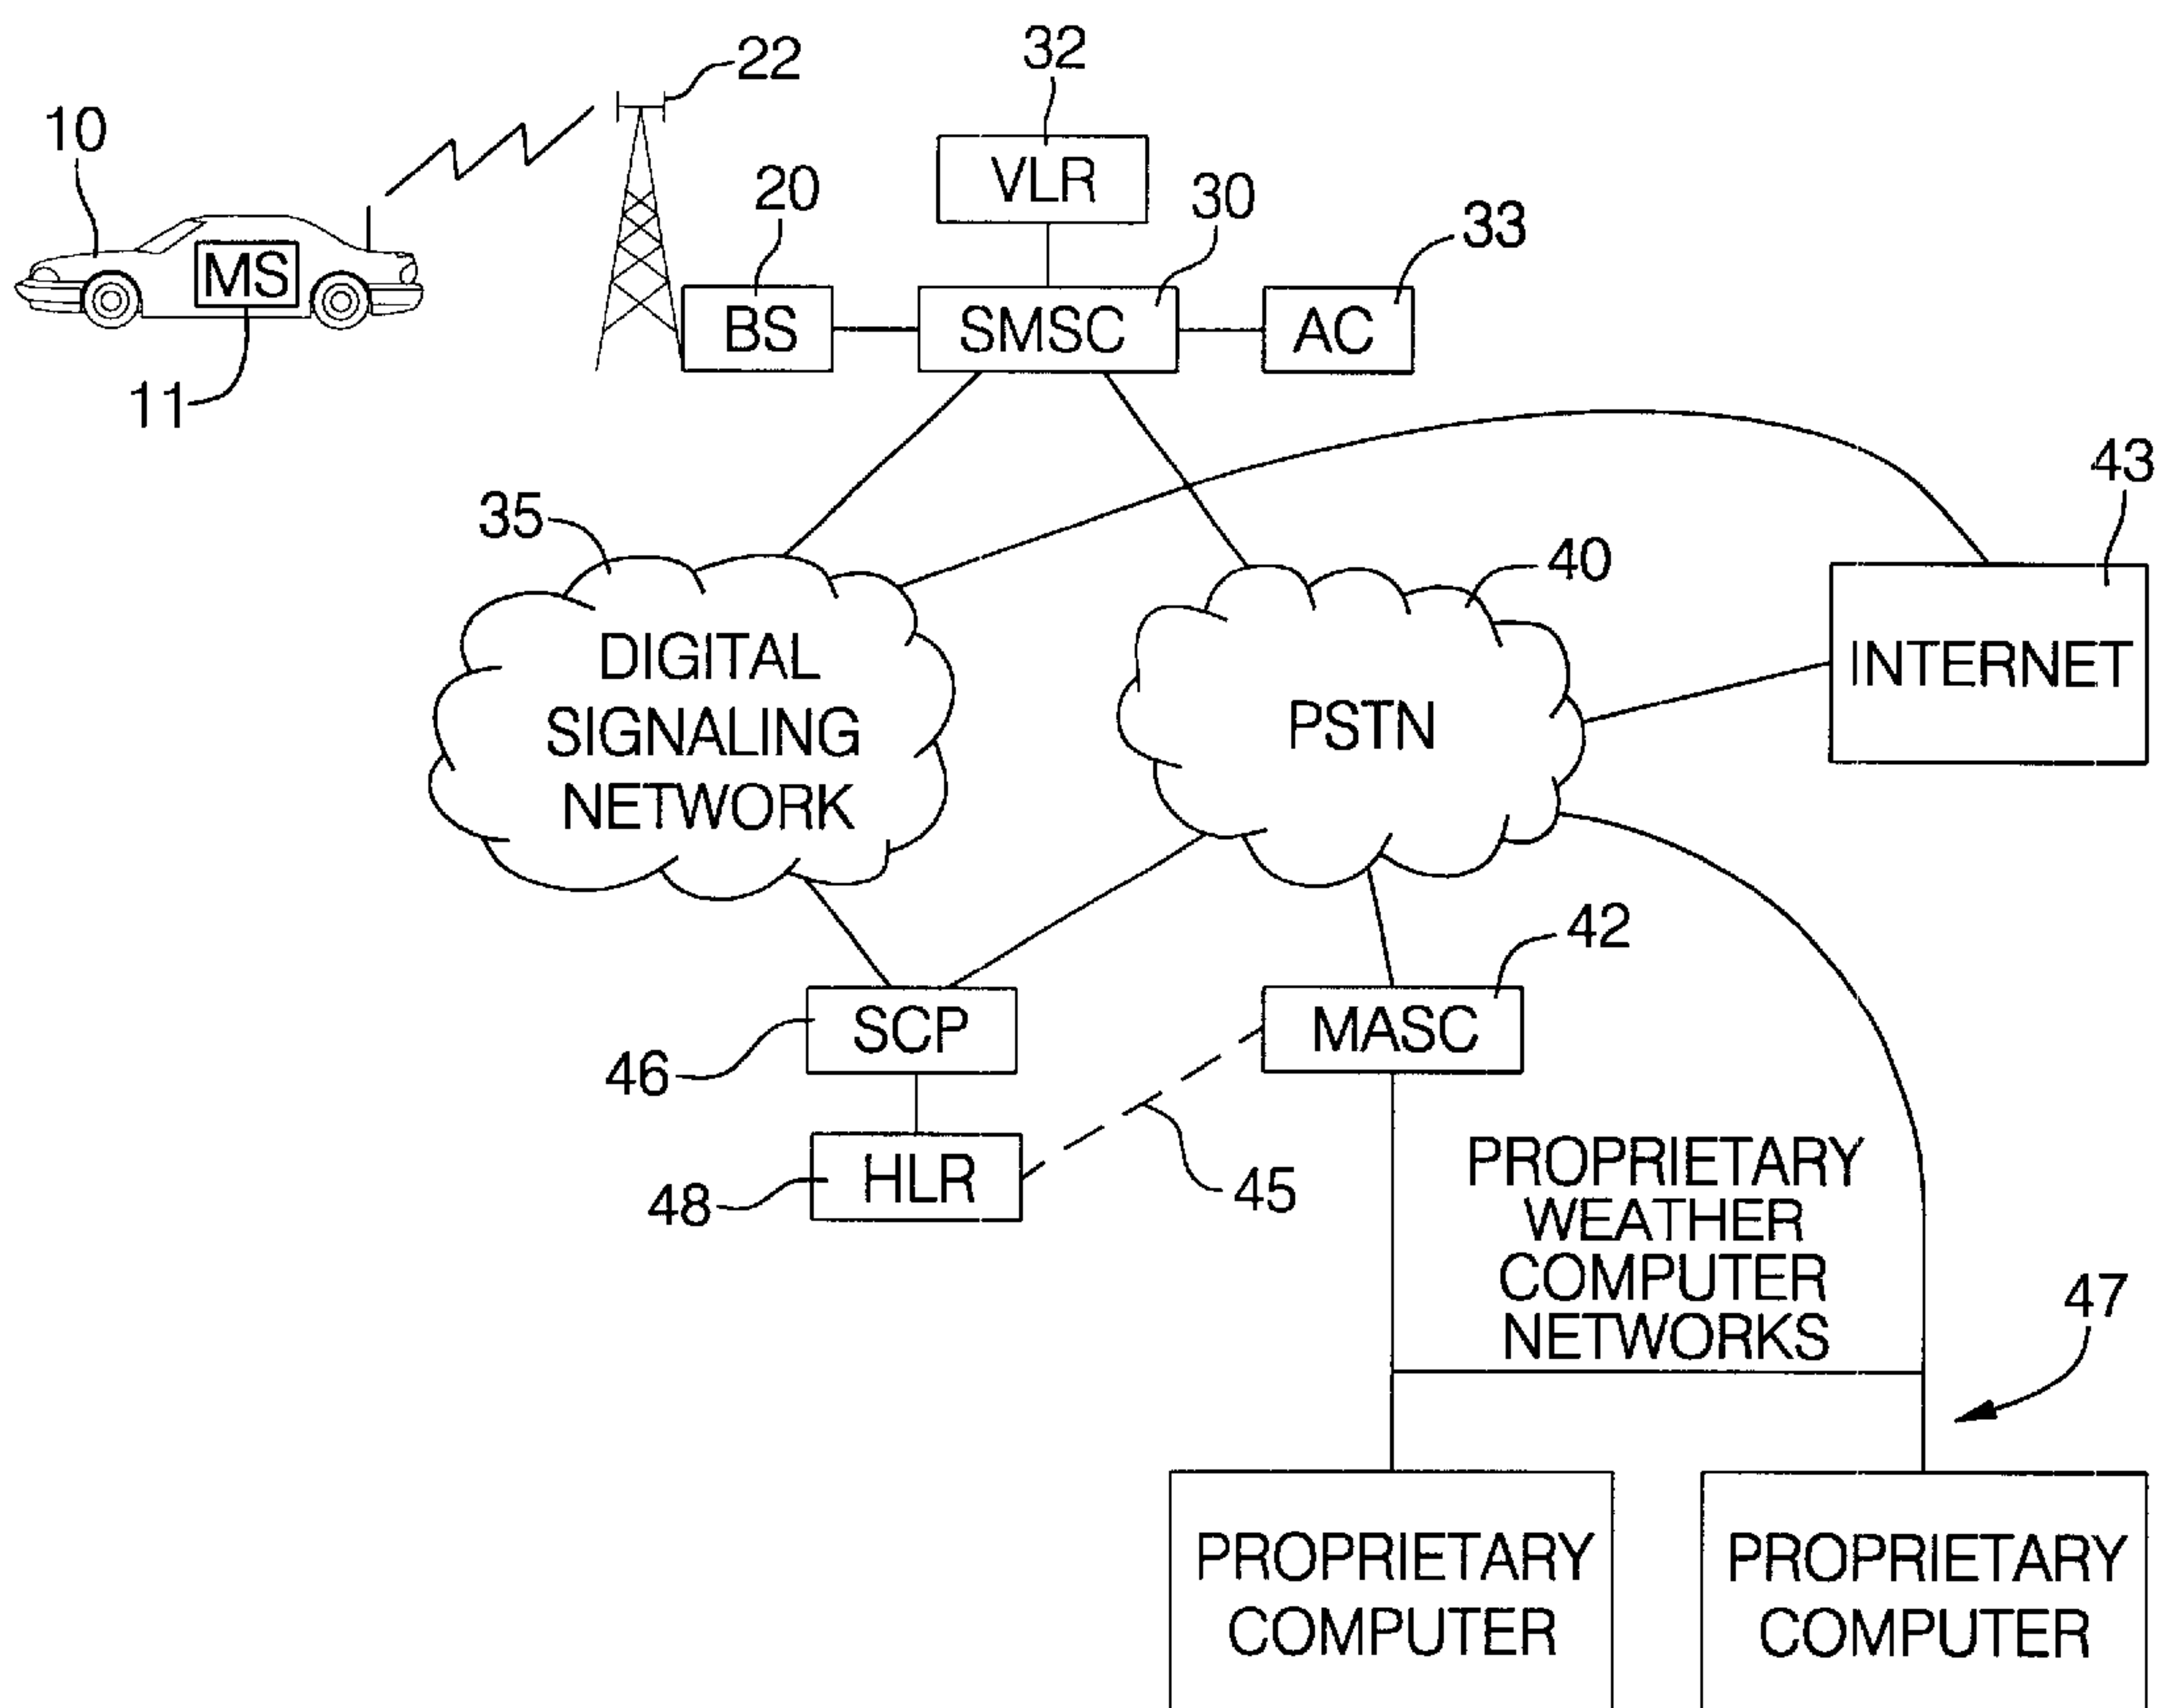 22
32
10
20
VLR
30
33
MS
BS
SMSC
AC
11
43
35
40
DIGITAL
SIGNALING
NETWORK
PSTN
INTERNET
42
SCP
MASC
46
HLR
48
45
PROPRIETARY
WEATHER
COMPUTER
NETWORKS
47
PROPRIETARY
COMPUTER
PROPRIETARY
COMPUTER